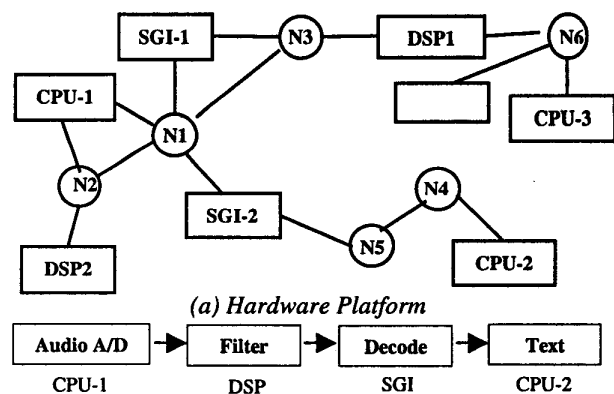 SGI-1
N3
DSP1
N6
CPU-1
N1
CPU-3
N2
SGI-2
N4
N5
DSP2
CPU-2
(a) Hardware Platform
Audio A/D
Filter
Decode
Text
CPU-1
DSP
SGI
CPU-2